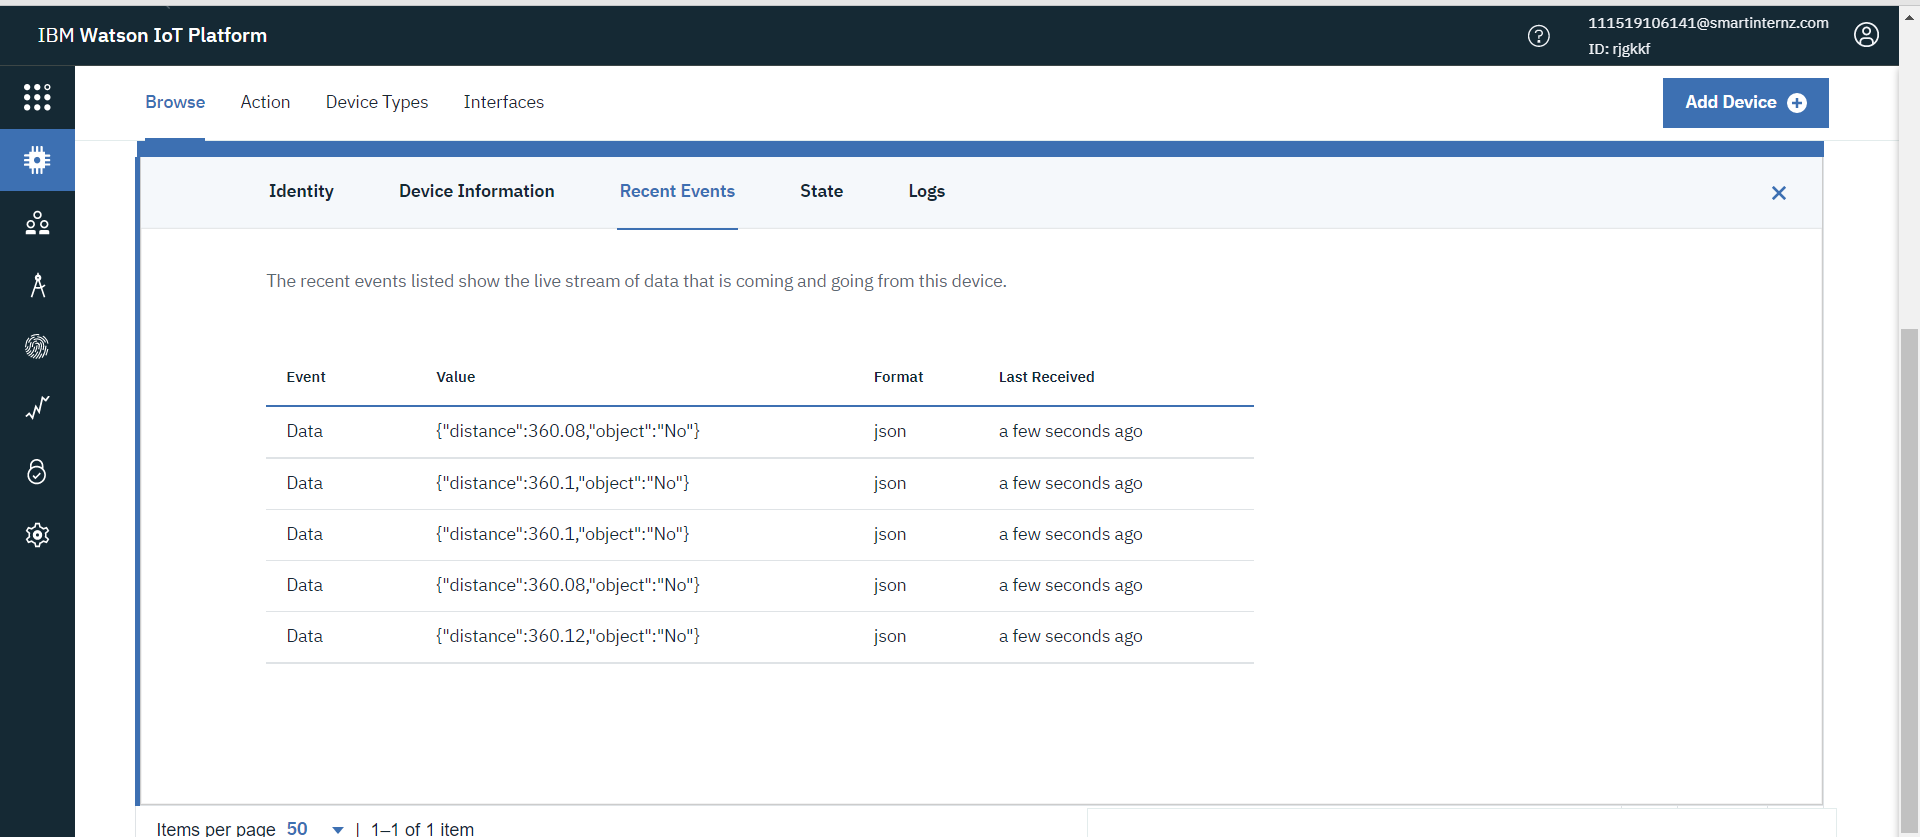 IBM Watson IoT Platform
111519106141@smartinternz.com
ID: rjgkkf
Browse Action Device Types Interfaces
Add Device
Identity Device Information Recent Events State Logs
The recent events listed show the live stream of data that is coming and going from this device.
Event Value Format Last Received
Data {"distance":360.08,"object":"No"} json a few seconds ago
Data {"distance":360.1,"object":"No"} json a few seconds ago
Data {"distance":360.1,"object":"No"} json a few seconds ago
Data {"distance":360.08,"object":"No"} json a few seconds ago
Data {"distance":360.12,"object":"No"} json a few seconds ago
Items per page 50 | 1–1 of 1 item